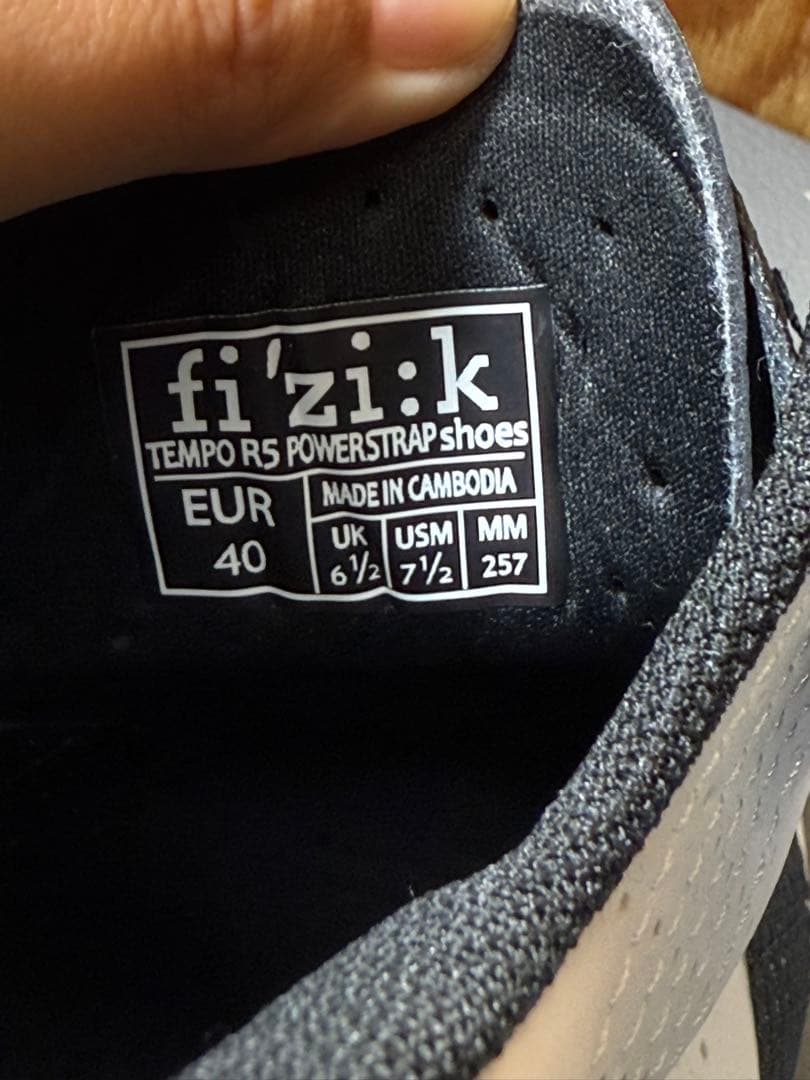 fi'zi:k
TEMPO R5 POWERSTRAP shoes
EUR
40
MADE IN CAMBODIA
UK USM MM
6½ 7½ 257